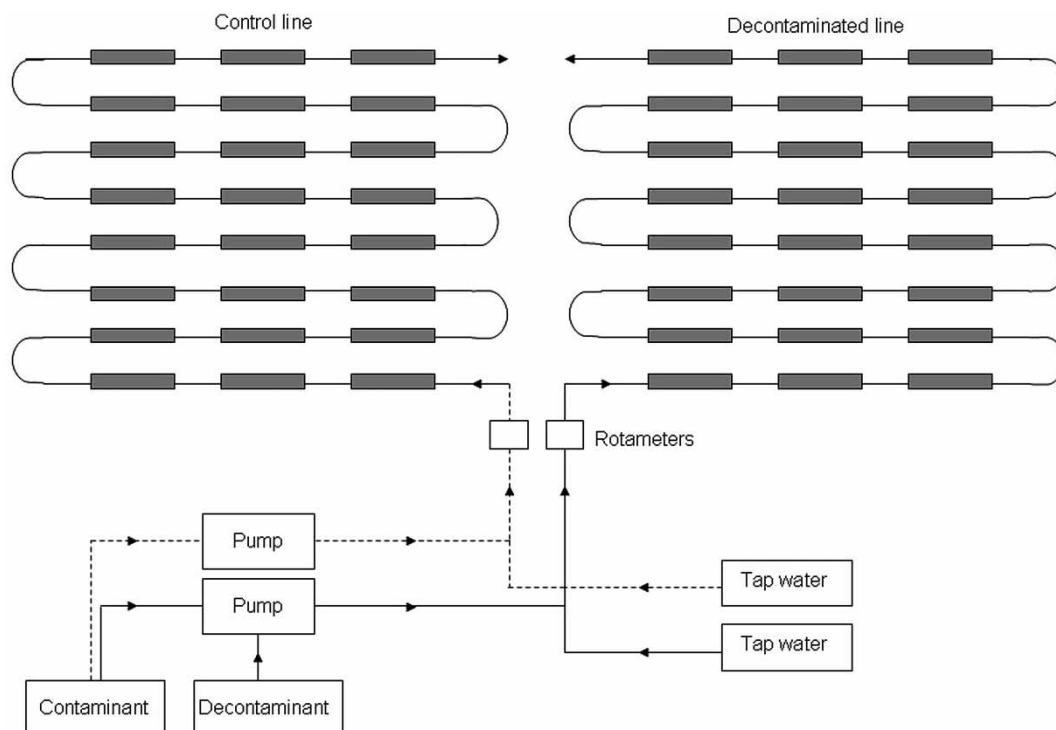 Control line
Decontaminated line
Rotameters
Pump
Tap water
Pump
Tap water
Contaminant
Decontaminant